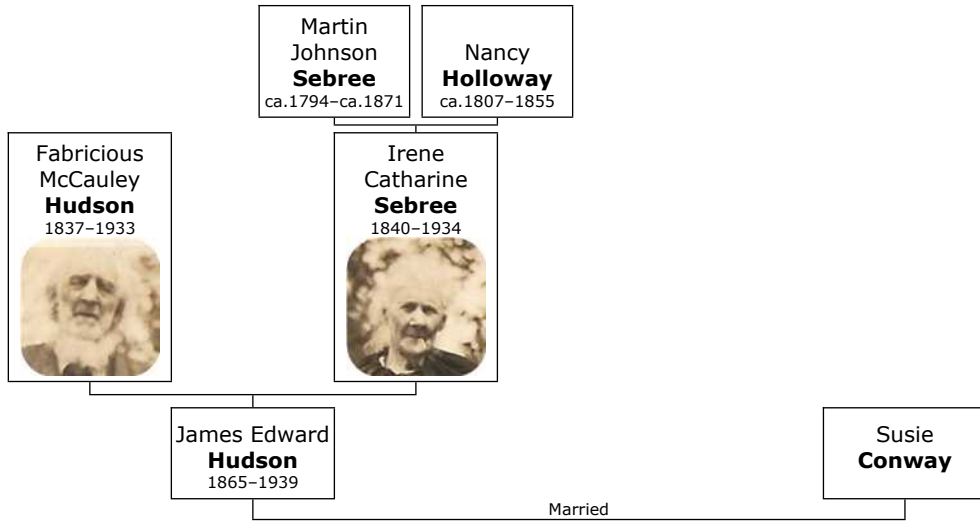 Martin
Johnson
Sebree
ca.1794–ca.1871
Nancy
Holloway
ca.1807–1855
Fabricious
McCauley
Hudson
1837–1933
Irene
Catharine
Sebree
1840–1934
James Edward
Hudson
1865–1939
Susie
Conway
Married